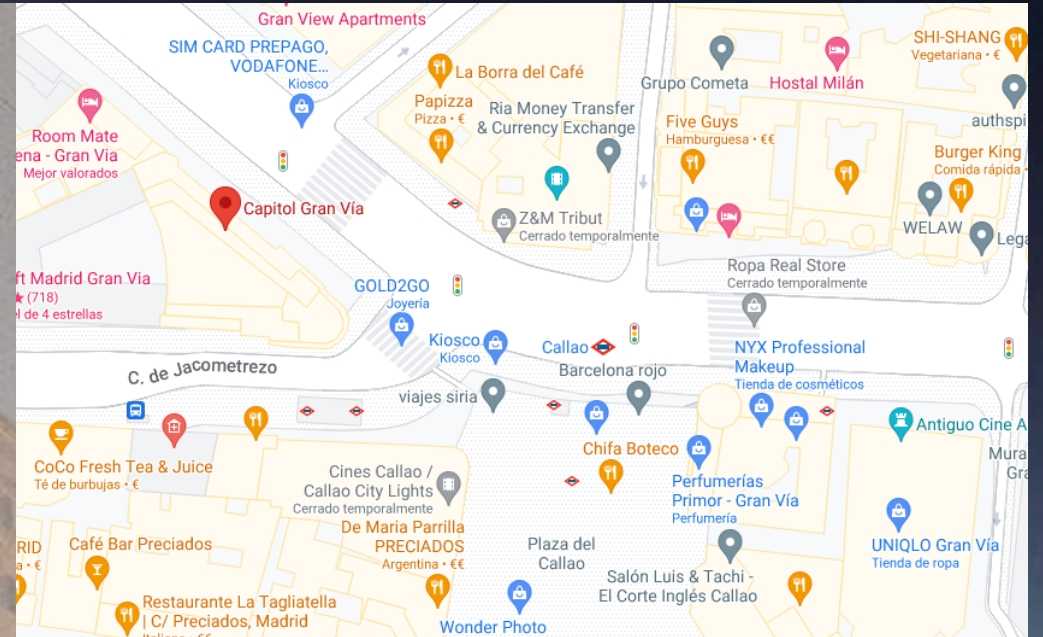 Gran View Apartments
SIM CARD PREPAGO,
VODAFONE...
Kiosco
La Borra del Café
Papizza
Pizza • €
Ria Money Transfer
& Currency Exchange
Grupo Cometa
Hostal Milán
SHI-SHANG
Vegetariana • €
authspi
Five Guys
Hamburguesa • €€
Burger King
Comida rápida •
Room Mate
ena - Gran Via
Mejor valorados
Capitol Gran Vía
Z&M Tribut
Cerrado temporalmente
WELAW
Lega
ft Madrid Gran Via
(718)
el de 4 estrellas
GOLD2GO
Joyería
Ropa Real Store
Cerrado temporalmente
Kiosco
Kiosco
Callao
Barcelona rojo
NYX Professional
Makeup
Tienda de cosméticos
C. de Jacometrezo
viajes siria
Antiguo Cine A
Mura
Gra
CoCo Fresh Tea & Juice
Té de burbujas • €
Chifa Boteco
Cines Callao /
Callao City Lights
Cerrado temporalmente
Perfumerías
Primor - Gran Vía
Perfumería
De Maria Parrilla
PRECIADOS
Argentina • €€
RID
a • €
Café Bar Preciados
Plaza del
Callao
UNIQLO Gran Vía
Tienda de ropa
Salón Luis & Tachi -
El Corte Inglés Callao
Restaurante La Tagliatella
| C/ Preciados, Madrid
Wonder Photo